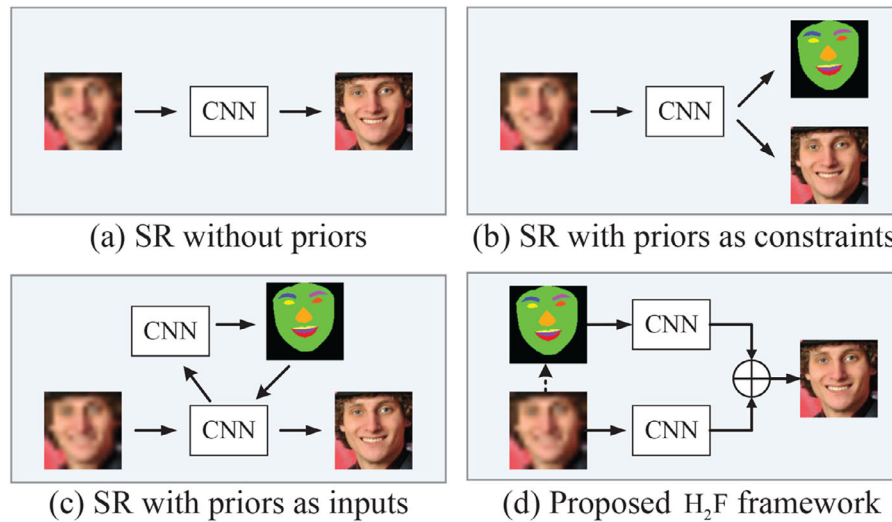 CNN
CNN
(a) SR without priors
(b) SR with priors as constraints
CNN
CNN
CNN
CNN
(c) SR with priors as inputs
(d) Proposed H₂F framework